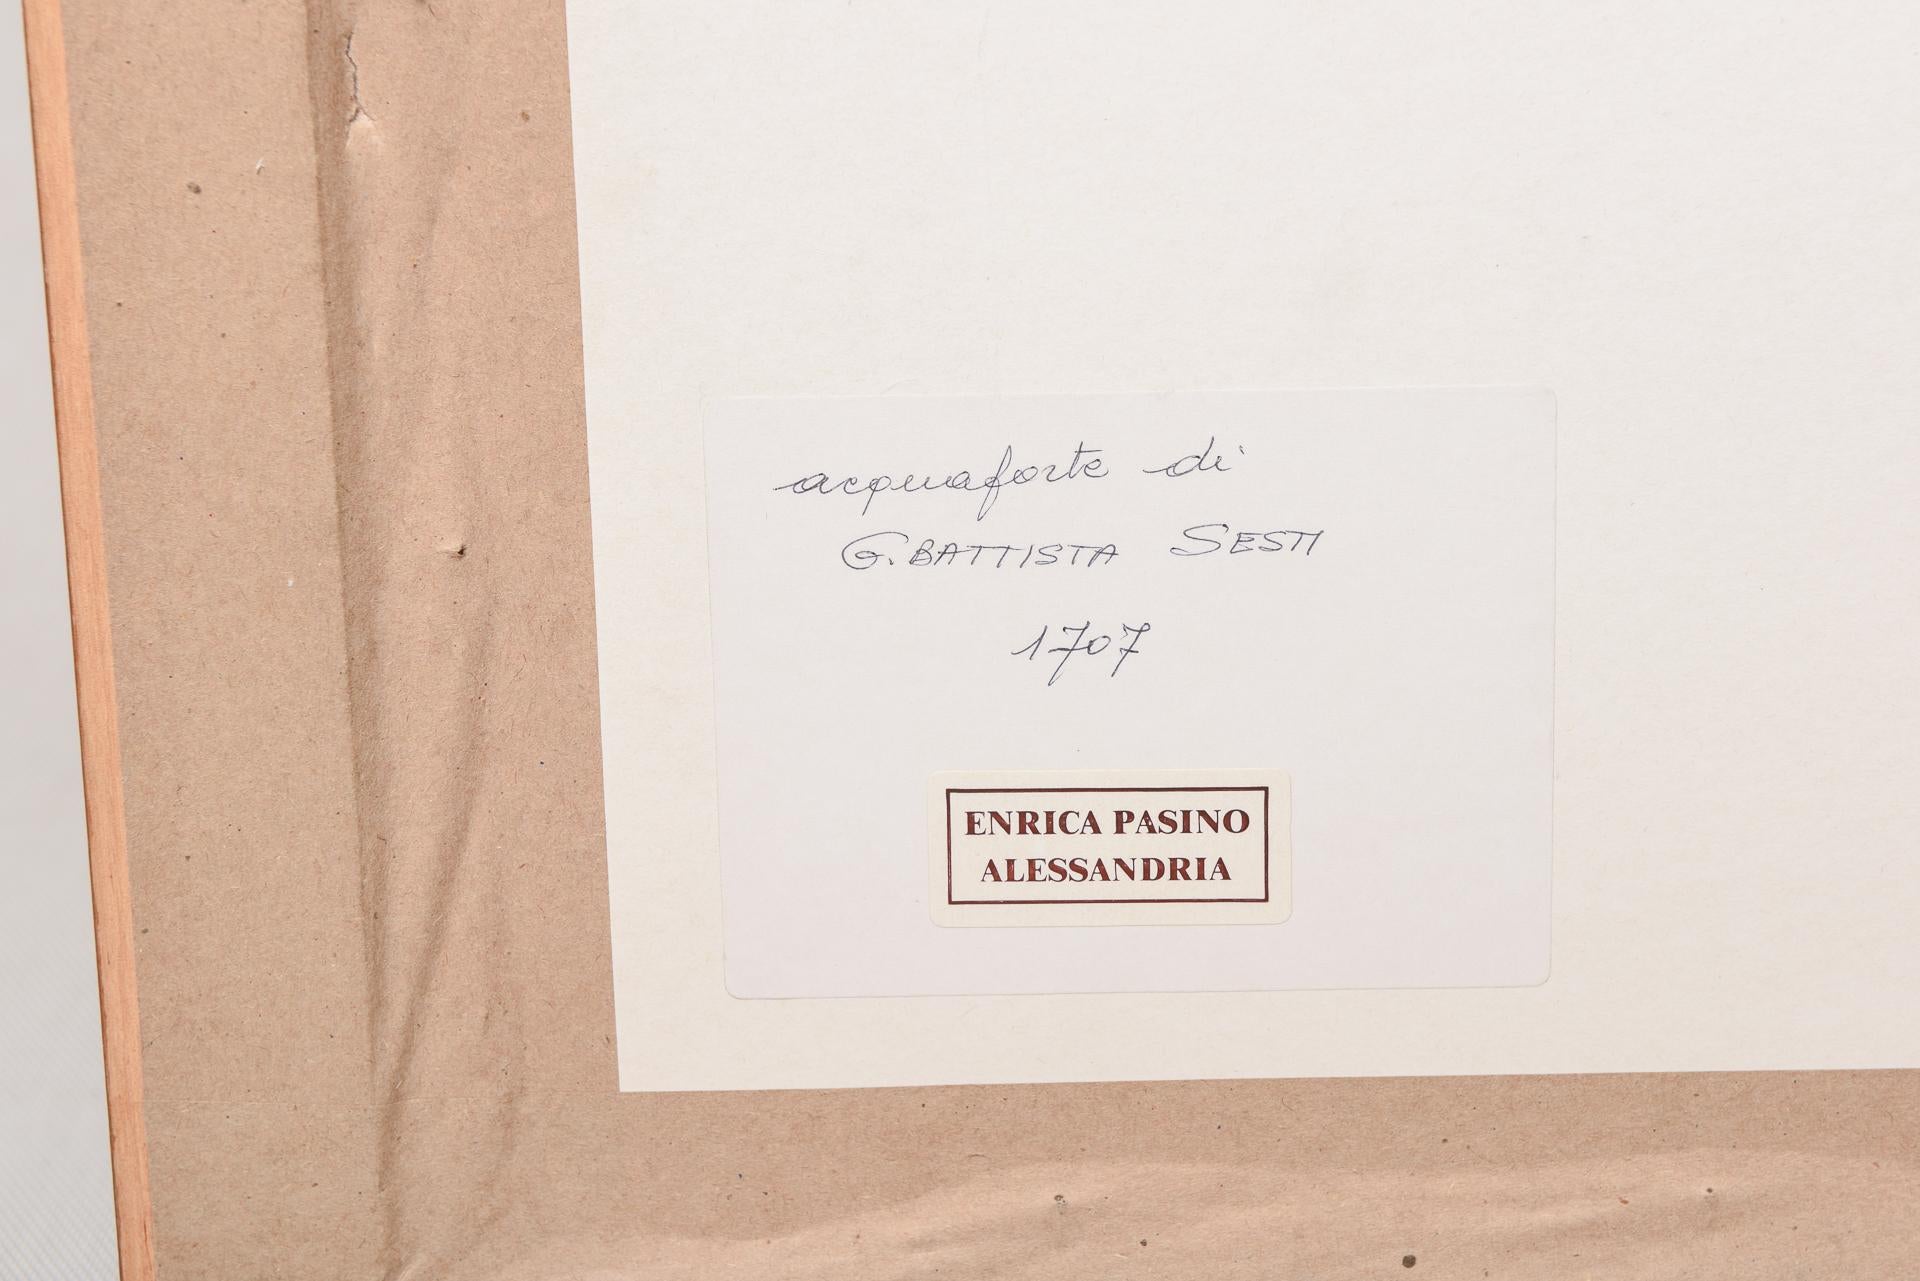 acquaforte di
G. BATTISTA SESTI
1707
ENRICA PASINO
ALESSANDRIA